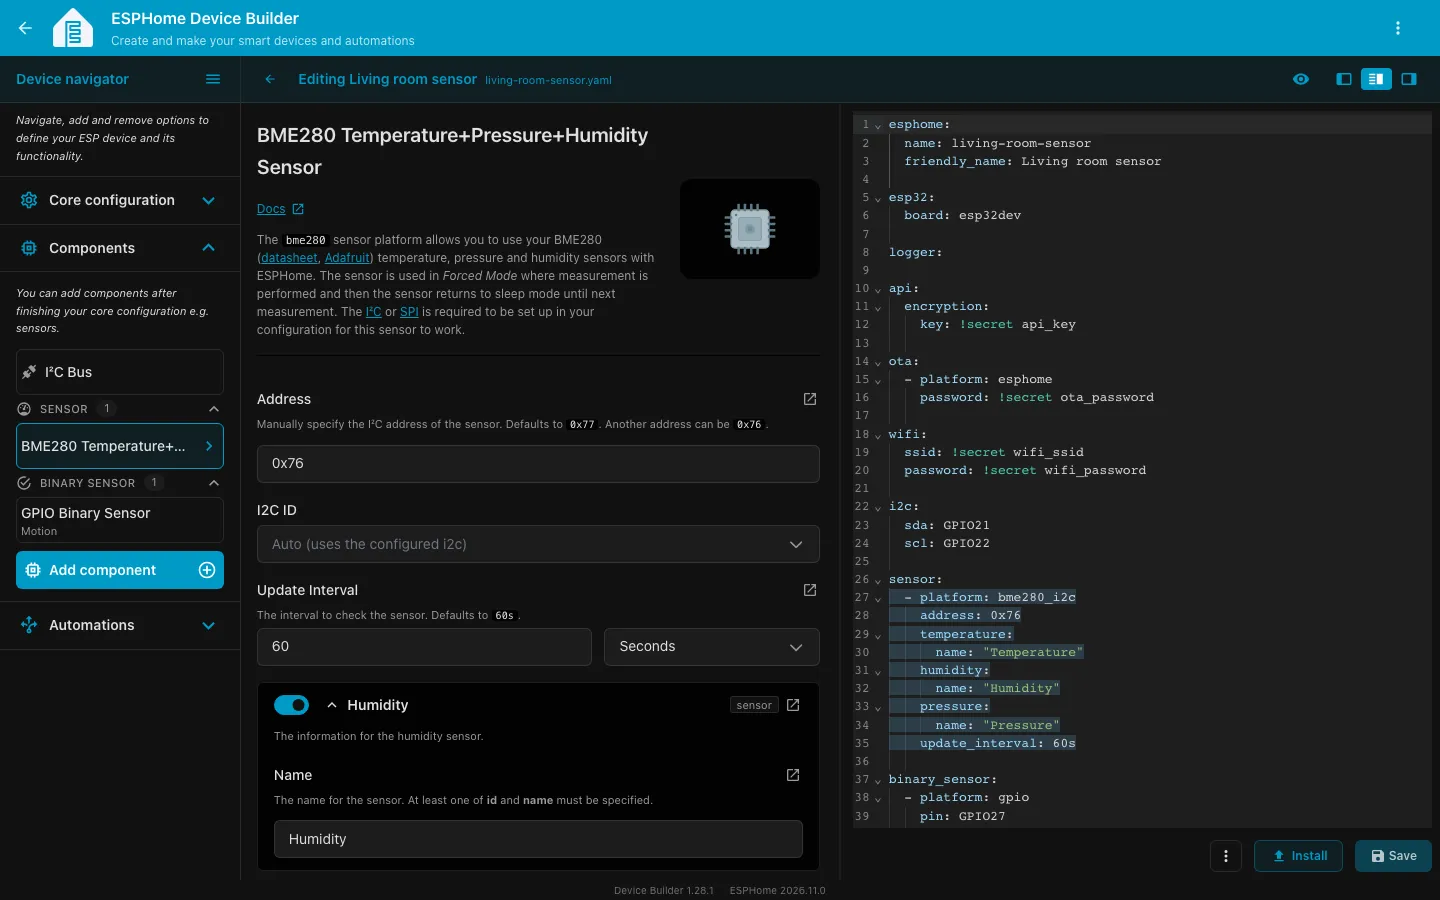 ESPHome Device Builder
Create and make your smart devices and automations
Device navigator
Editing Living room sensor living-room-sensor.yaml
Navigate, add and remove options to
define your ESP device and its
functionality.
Core configuration
Components
You can add components after
finishing your core configuration e.g.
sensors.
I²C Bus
SENSOR 1
BME280 Temperature+...
BINARY SENSOR 1
GPIO Binary Sensor
Motion
Add component
Automations
BME280 Temperature+Pressure+Humidity
Sensor
Docs
The bme280 sensor platform allows you to use your BME280
(datasheet, Adafruit) temperature, pressure and humidity sensors with
ESPHome. The sensor is used in Forced Mode where measurement is
performed and then the sensor returns to sleep mode until next
measurement. The I²C or SPI is required to be set up in your
configuration for this sensor to work.
Address
Manually specify the I²C address of the sensor. Defaults to 0x77 . Another address can be 0x76 .
0x76
I2C ID
Auto (uses the configured i2c)
Update Interval
The interval to check the sensor. Defaults to 60s .
60
Seconds
Humidity
sensor
The information for the humidity sensor.
Name
The name for the sensor. At least one of id and name must be specified.
Humidity
1 esphome:
2 name: living-room-sensor
3 friendly_name: Living room sensor
4
5 esp32:
6 board: esp32dev
7
8 logger:
9
10 api:
11 encryption:
12 key: !secret api_key
13
14 ota:
15 - platform: esphome
16 password: !secret ota_password
17
18 wifi:
19 ssid: !secret wifi_ssid
20 password: !secret wifi_password
21
22 i2c:
23 sda: GPIO21
24 scl: GPIO22
25
26 sensor:
27 - platform: bme280_i2c
28 address: 0x76
29 temperature:
30 name: "Temperature"
31 humidity:
32 name: "Humidity"
33 pressure:
34 name: "Pressure"
35 update_interval: 60s
36
37 binary_sensor:
38 - platform: gpio
39 pin: GPIO27
Install
Save
Device Builder 1.28.1 ESPHome 2026.11.0